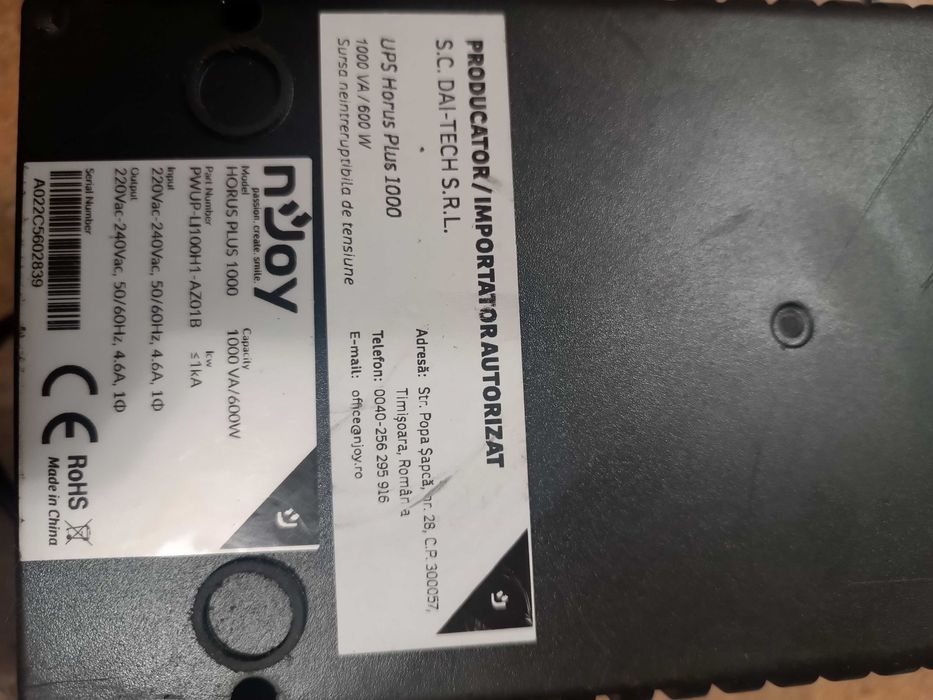 PRODUCATOR/IMPORTATOR AUTORIZAT
S.C. DAI-TECH S.R.L.
Adresă: Str. Popa Șapcă, nr. 28, C.P. 300057,
Timișoara, România
UPS Horus Plus 1000
Telefon: 0040-256 295 916
1000 VA / 600 W
E-mail: office@njoy.ro
Sursa neintreruptibila de tensiune
nJoy
passion. create. smile.
Model
HORUS PLUS 1000
Capacity
1000 VA/600W
Part Number
PWUP-LI100H1-AZ01B
Icw
≤1kA
Input
220Vac-240Vac, 50/60Hz, 4.6A, 1Φ
Output
220Vac-240Vac, 50/60Hz, 4.6A, 1Φ
Serial Number
A022C5602839
CE
RoHS
Made in China